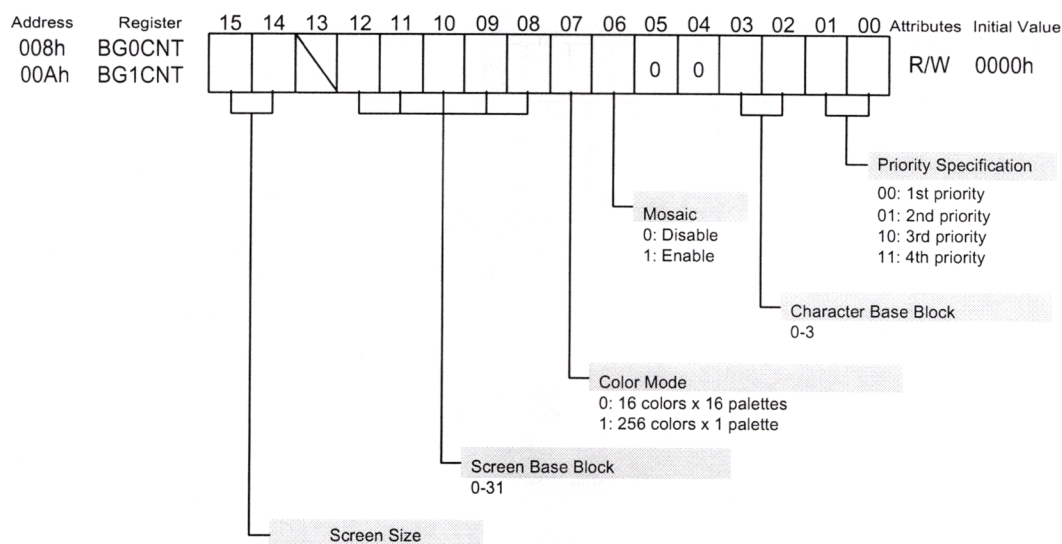 Address Register 15 14 13 12 11 10 09 08 07 06 05 04 03 02 01 00 Attributes Initial Value
008h BG0CNT
00Ah BG1CNT 0 0 R/W 0000h
Priority Specification
00: 1st priority
01: 2nd priority
10: 3rd priority
11: 4th priority
Mosaic
0: Disable
1: Enable
Character Base Block
0-3
Color Mode
0: 16 colors x 16 palettes
1: 256 colors x 1 palette
Screen Base Block
0-31
Screen Size